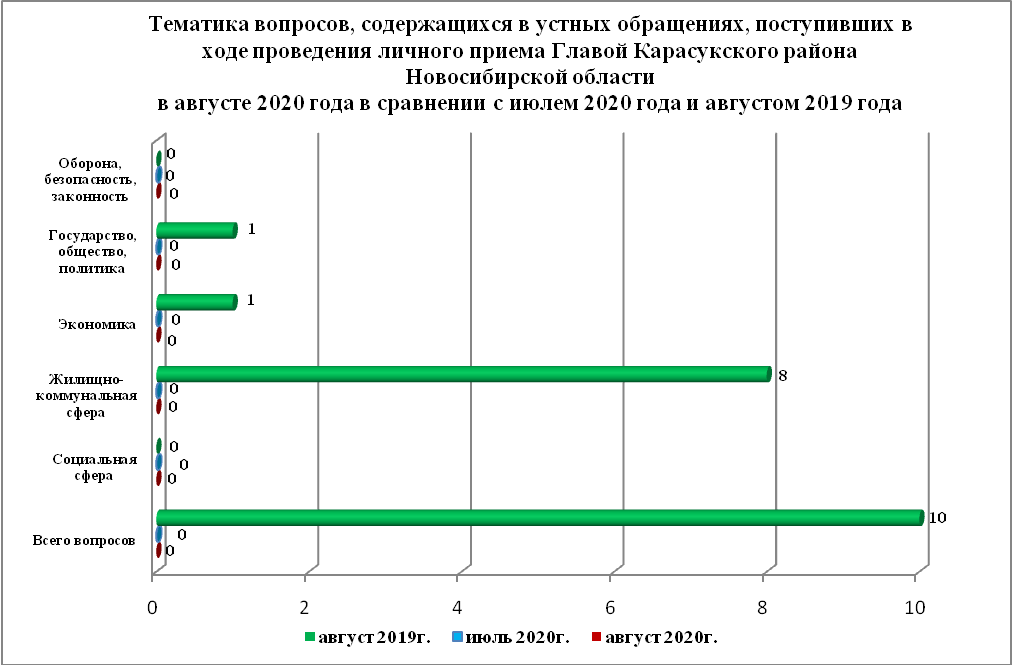 Тематика вопросов, содержащихся в устных обращениях, поступивших в
ходе проведения личного приема Главой Карасукского района
Новосибирской области
в августе 2020 года в сравнении с июлем 2020 года и августом 2019 года
Оборона,
безопасность,
законность
0
0
0
Государство,
общество,
политика
1
0
0
Экономика
1
0
0
Жилищно-
коммунальная
сфера
8
0
0
Социальная
сфера
0
0
0
Всего вопросов
10
0
0
0 2 4 6 8 10
август 2019г. июль 2020г. август 2020г.